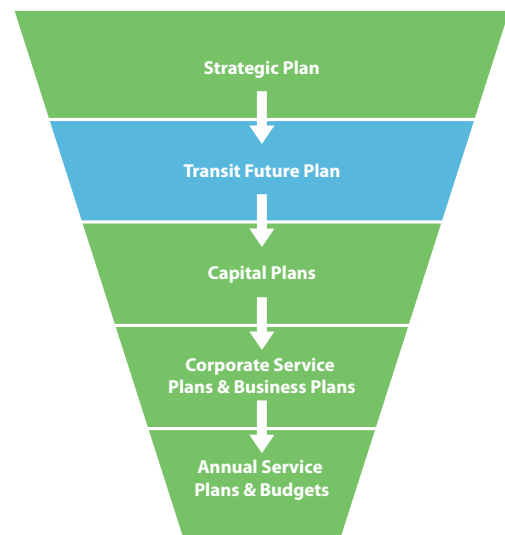 Strategic Plan
Transit Future Plan
Capital Plans
Corporate Service
Plans & Business Plans
Annual Service
Plans & Budgets